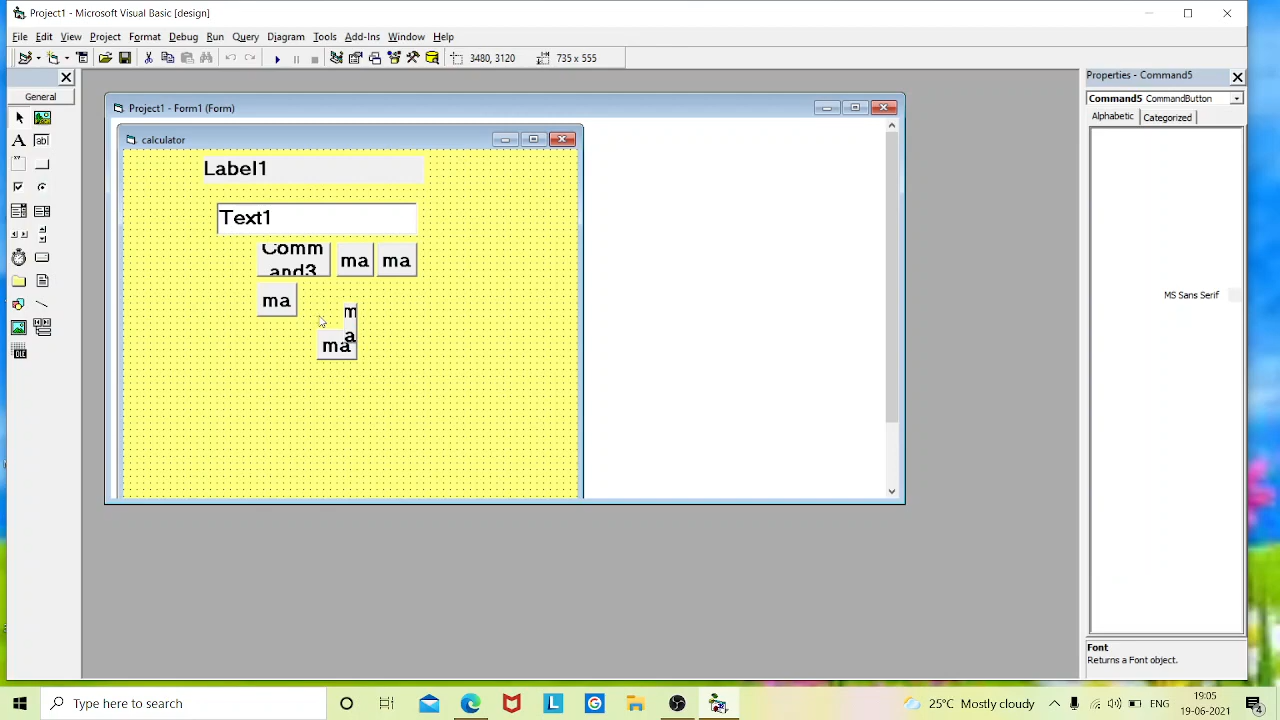 Project1 - Microsoft Visual Basic [design]
File Edit View Project Format Debug Run Query Diagram Tools Add-Ins Window Help
3480, 3120 735 x 555
General
Properties - Command5
Command5 CommandButton
Alphabetic Categorized
Project1 - Form1 (Form)
calculator
Label1
Text1
Comm
and3
ma ma
ma
m
a
ma
MS Sans Serif
Font
Returns a Font object.
Type here to search
L
G
25°C Mostly cloudy
ENG
19:05
19-06-2021
4